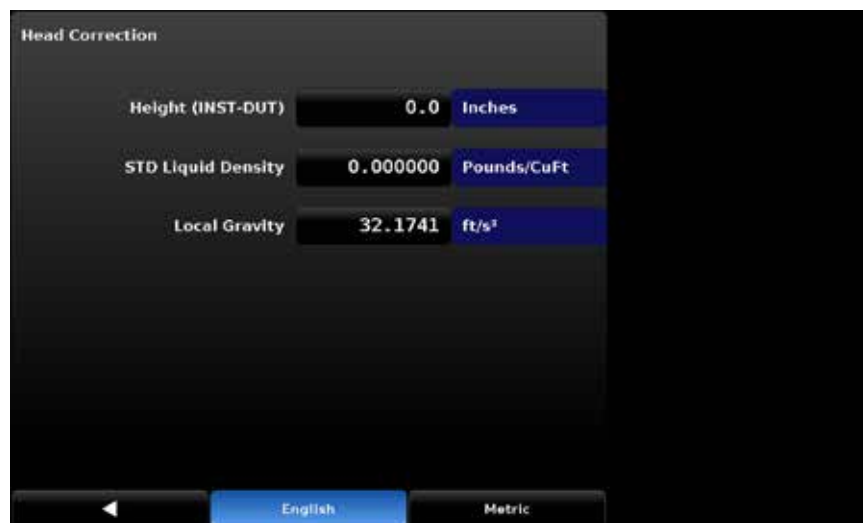 Head Correction
Height (INST-DUT) 0.0 Inches
STD Liquid Density 0.000000 Pounds/CuFt
Local Gravity 32.1741 ft/s²
English Metric